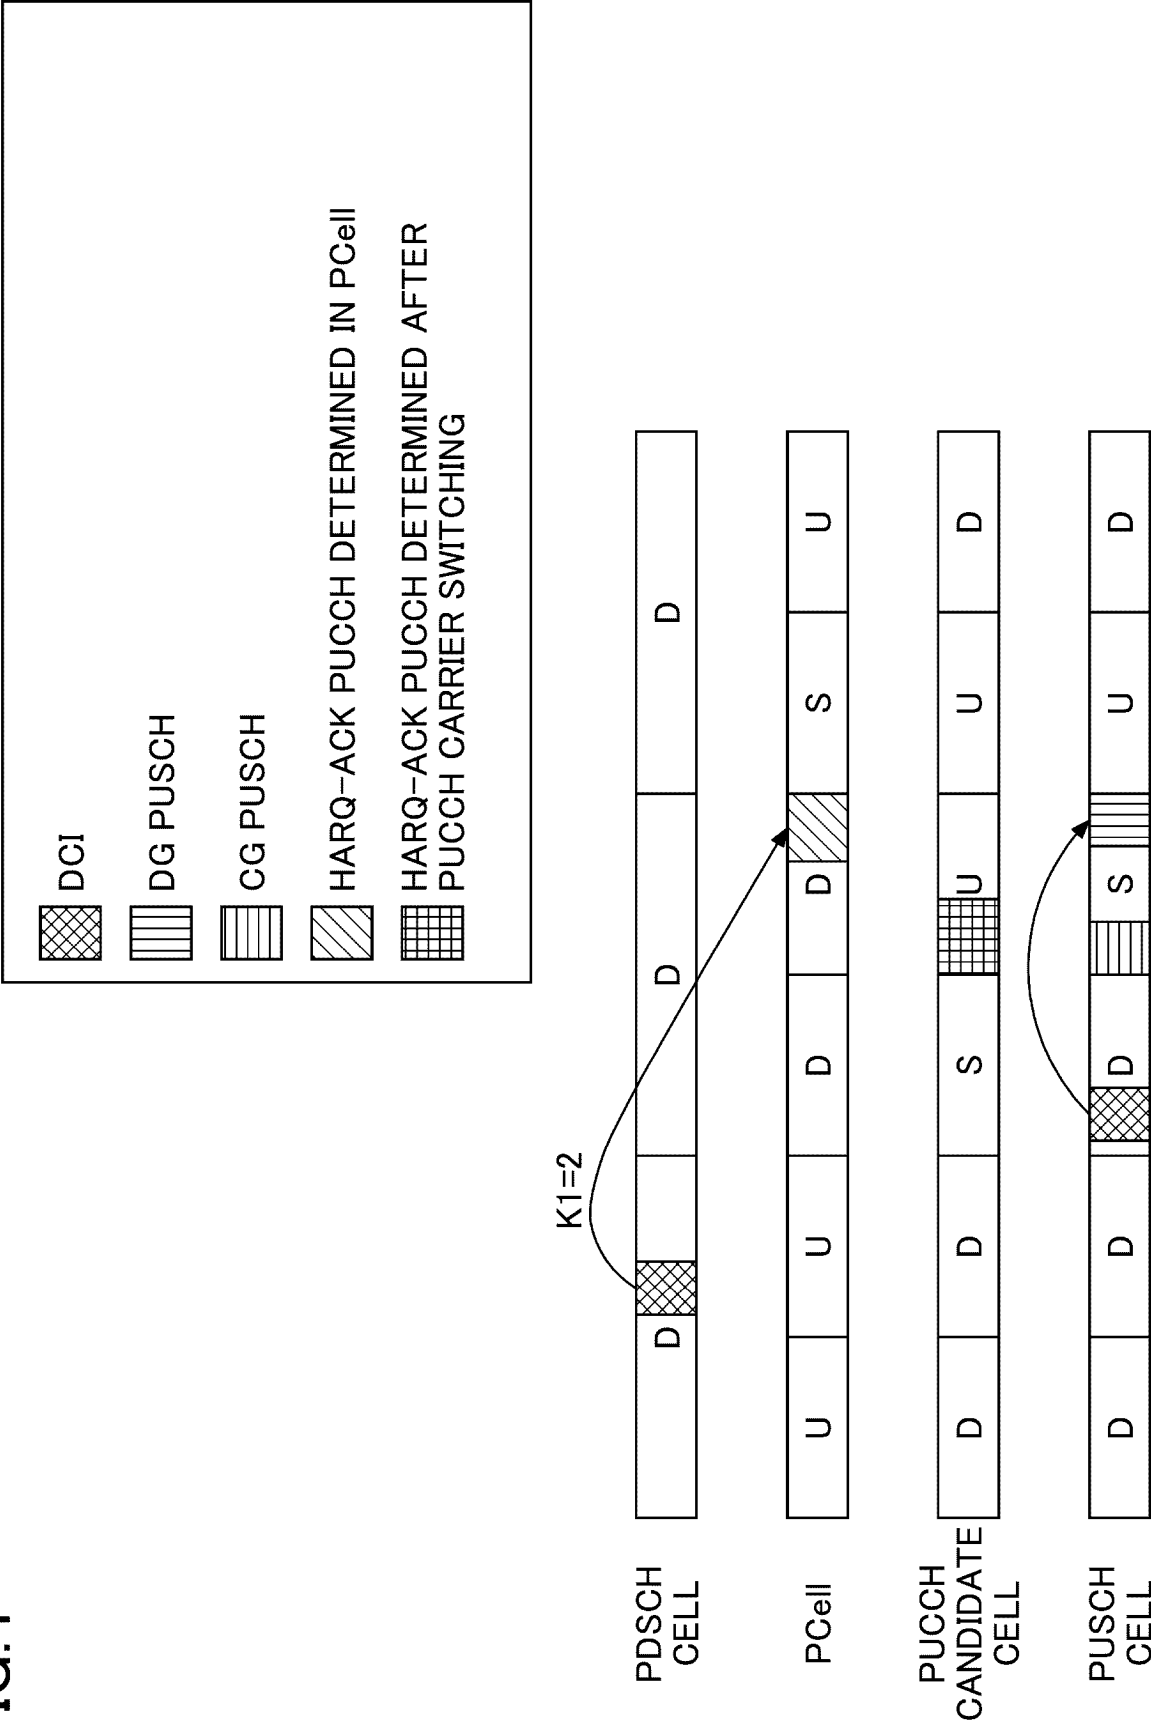 DCI
DG PUSCH
CG PUSCH
HARQ-ACK PUCCH DETERMINED IN PCell
HARQ-ACK PUCCH DETERMINED AFTER
PUCCH CARRIER SWITCHING
K1=2
PDSCH
CELL
D D D
PCell
U U D D S U
PUCCH
CANDIDATE
CELL
D D S U U D
PUSCH
CELL
D D D S U D